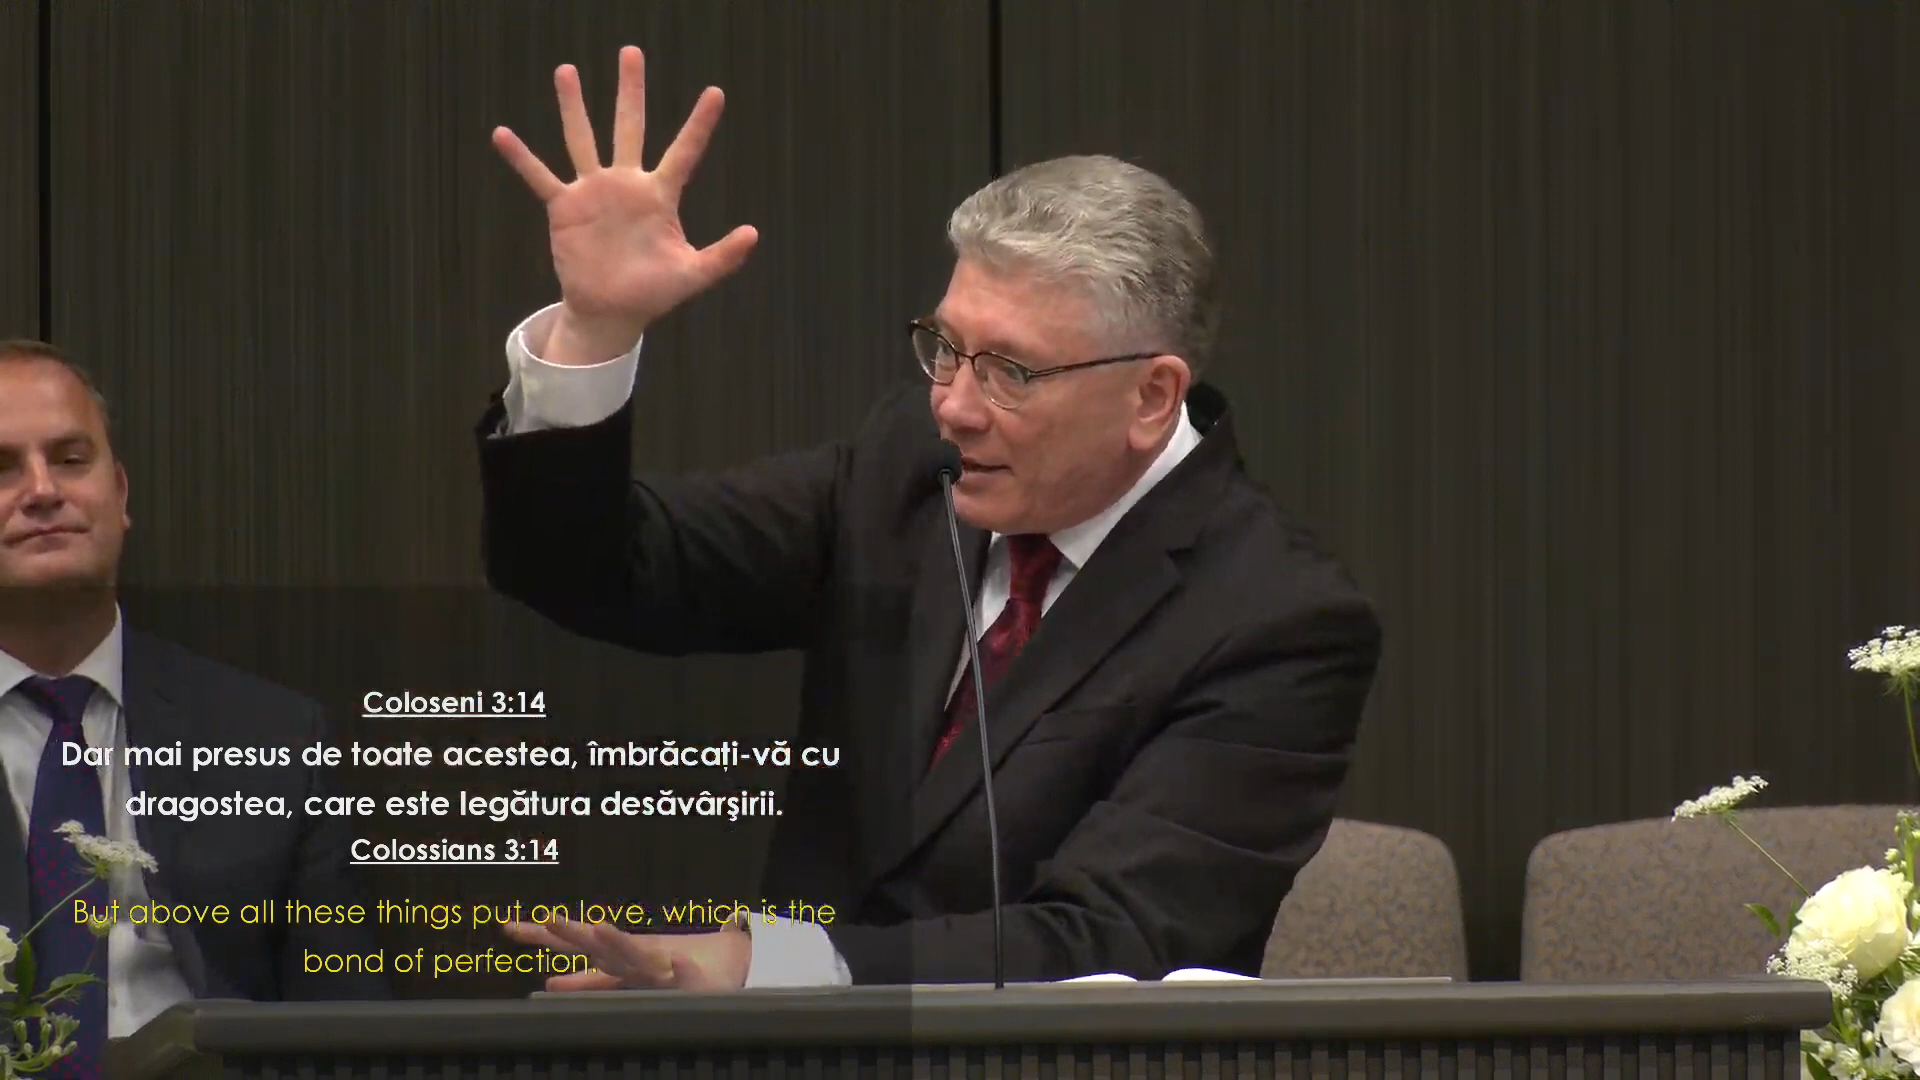 Coloseni 3:14
Dar mai presus de toate acestea, îmbrăcați-vă cu
dragostea, care este legătura desăvârşirii.
Colossians 3:14
But above all these things put on love, which is the
bond of perfection.